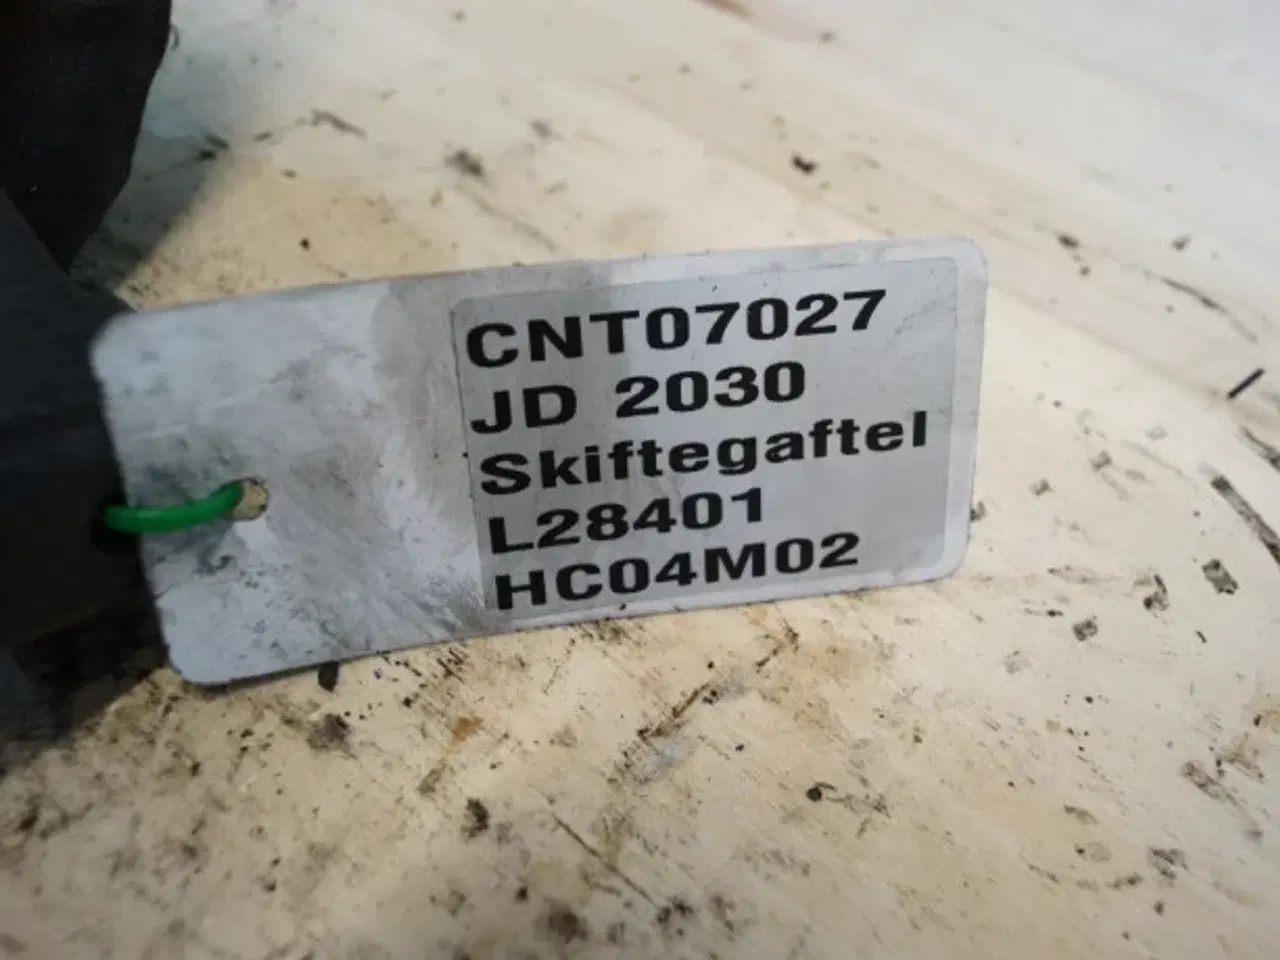 CNT07027
JD 2030
Skiftegaftel
L28401
HC04M02